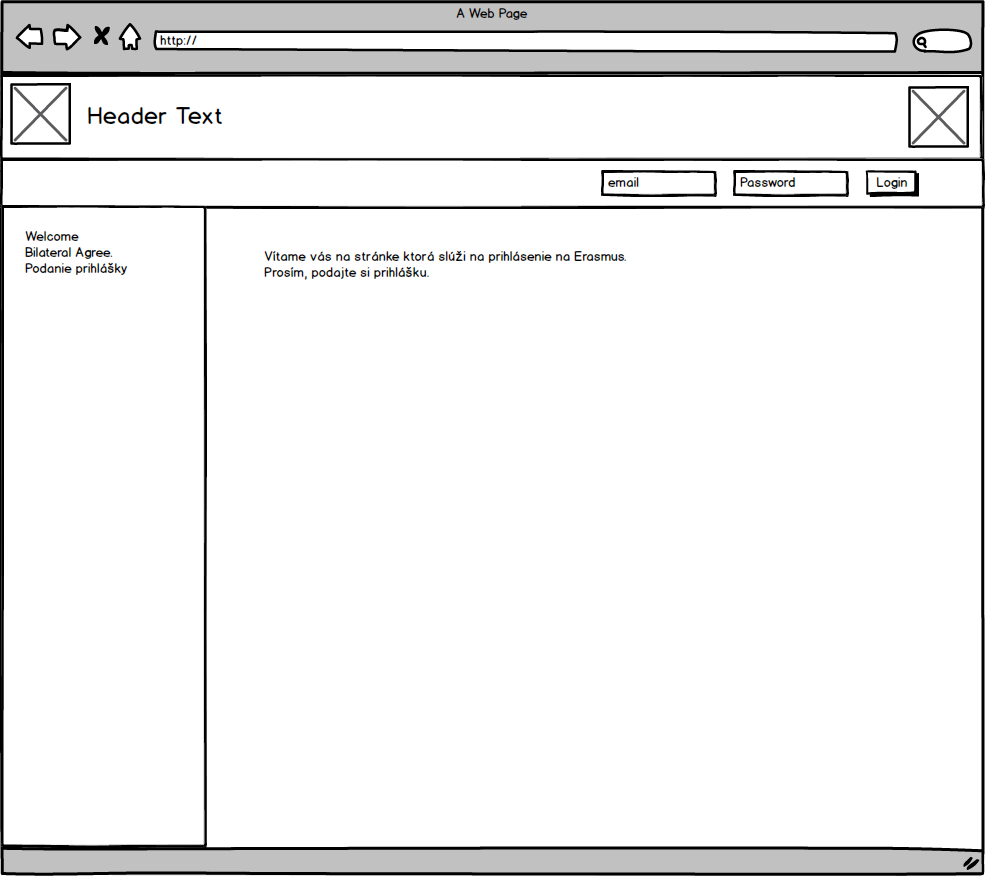 A Web Page
http://
Header Text
email
Password
Login
Welcome
Bilateral Agree.
Podanie prihlášky
Vítame vás na stránke ktorá slúži na prihlásenie na Erasmus.
Prosím, podajte si prihlášku.